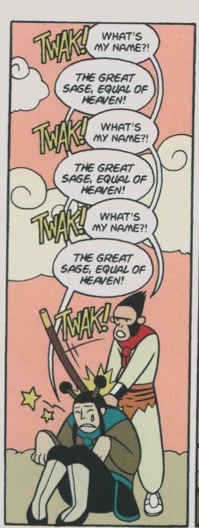 TWAK!
WHAT'S
MY NAME?!
THE GREAT
SAGE, EQUAL OF
HEAVEN!
TWAK!
WHAT'S
MY NAME?!
THE GREAT
SAGE, EQUAL OF
HEAVEN!
TWAK!
WHAT'S
MY NAME?!
THE GREAT
SAGE, EQUAL OF
HEAVEN!
TWAK!